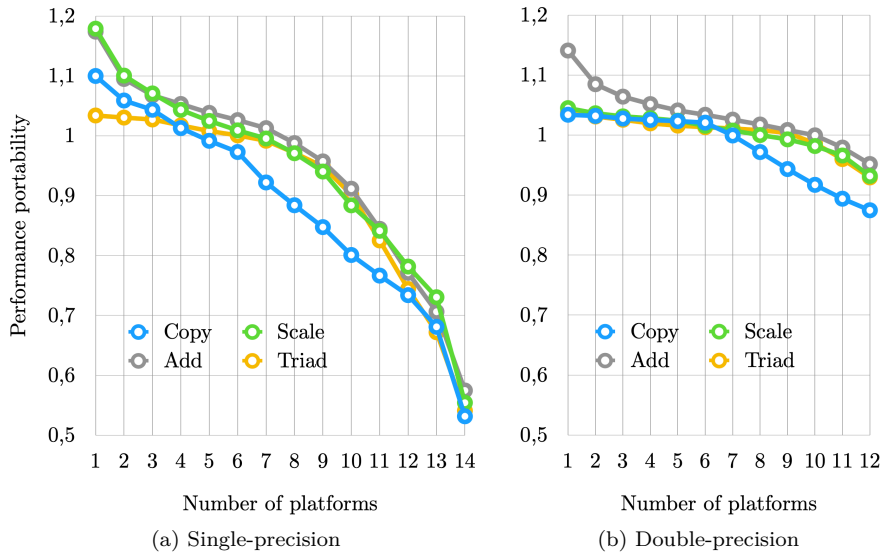 Performance portability
1,2
1,1
1
0,9
0,8
0,7
0,6
0,5
Copy
Scale
Add
Triad
1 2 3 4 5 6 7 8 9 10 11 12 13 14
Number of platforms
(a) Single-precision
1,2
1,1
1
0,9
0,8
0,7
0,6
0,5
Copy
Scale
Add
Triad
1 2 3 4 5 6 7 8 9 10 11 12
Number of platforms
(b) Double-precision